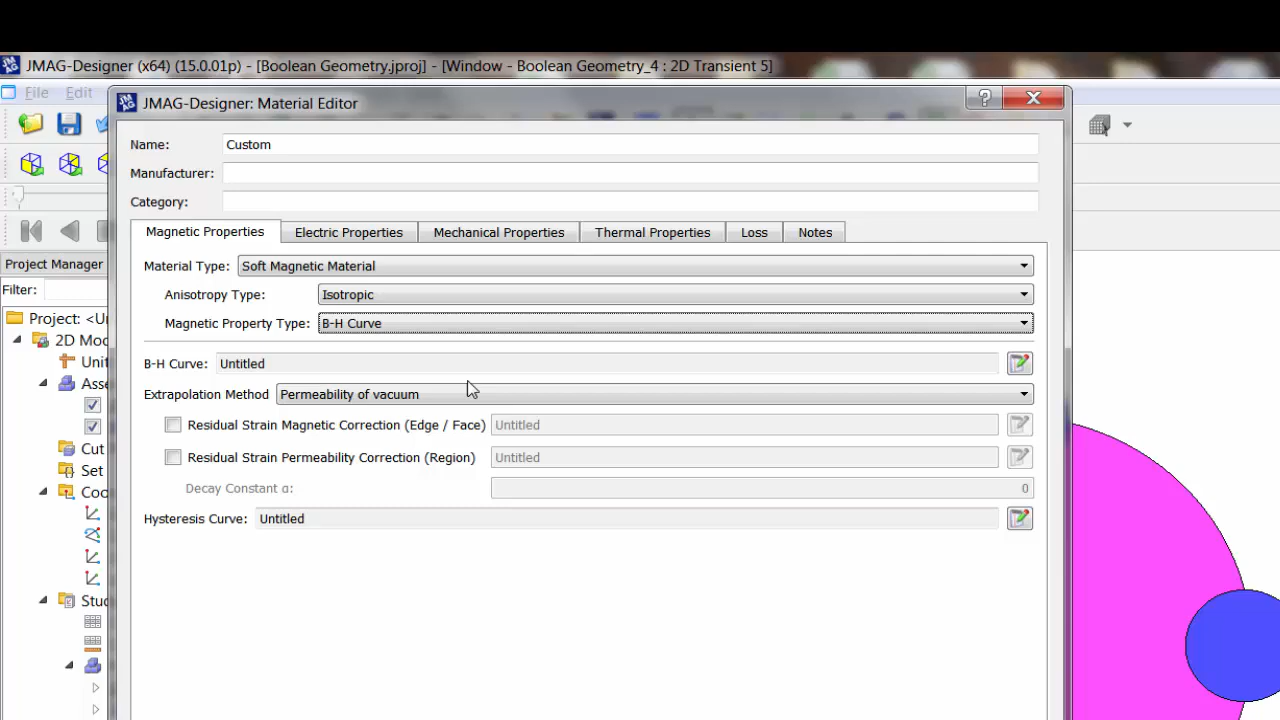 JMAG-Designer (x64) (15.0.01p) - [Boolean Geometry.jproj] - [Window - Boolean Geometry_4 : 2D Transient 5]
File Edit
JMAG-Designer: Material Editor
Name: Custom
Manufacturer:
Category:
Magnetic Properties Electric Properties Mechanical Properties Thermal Properties Loss Notes
Project Manager
Material Type: Soft Magnetic Material
Filter:
Anisotropy Type: Isotropic
Project: <U
Magnetic Property Type: B-H Curve
2D Mo
Unit
B-H Curve: Untitled
Asse
Extrapolation Method Permeability of vacuum
Residual Strain Magnetic Correction (Edge / Face) Untitled
Cut
Residual Strain Permeability Correction (Region) Untitled
Set
Decay Constant α: 0
Coo
Hysteresis Curve: Untitled
Stu